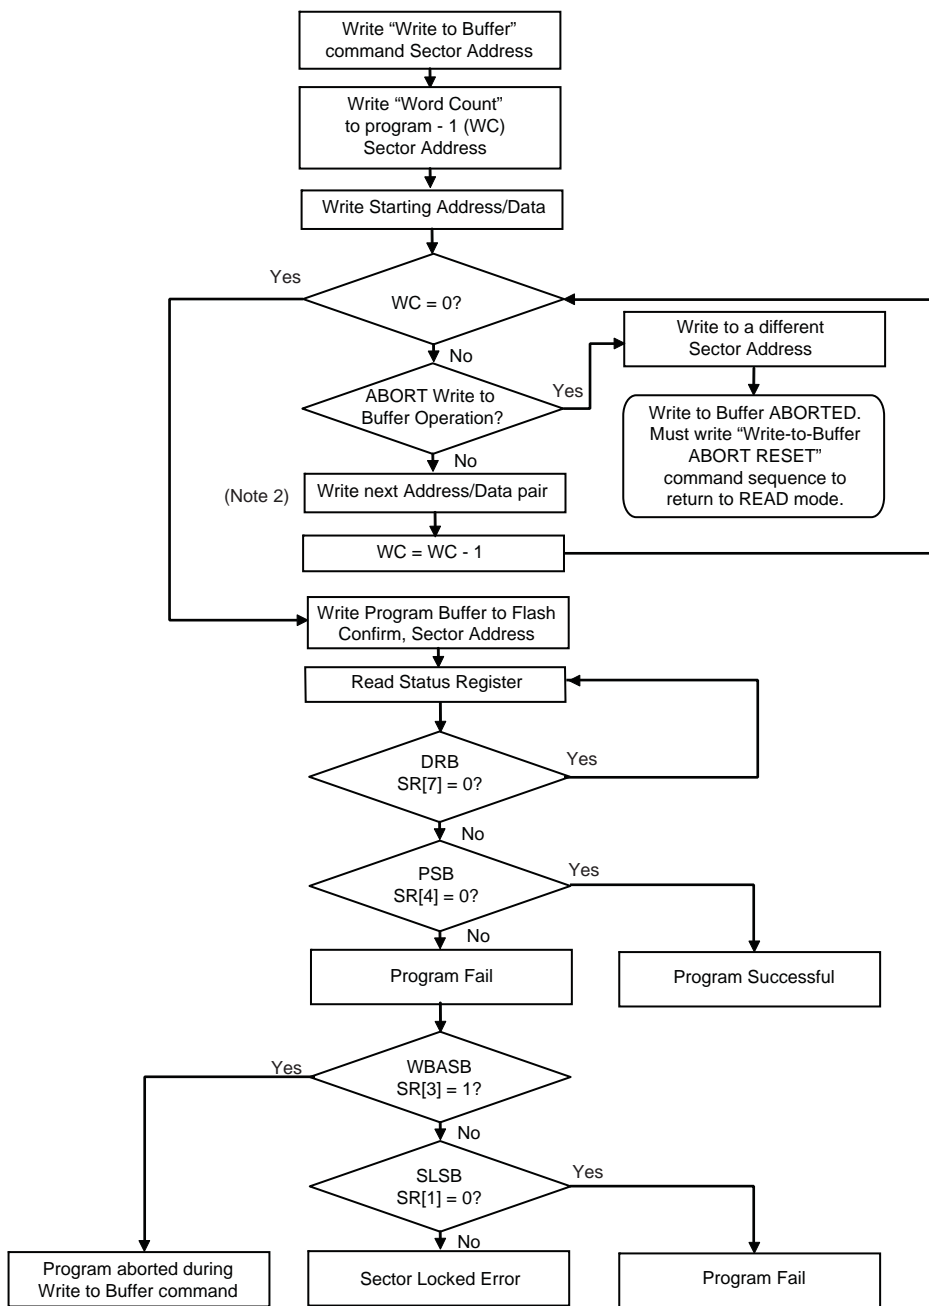 Write “Write to Buffer”
command Sector Address
Write “Word Count”
to program - 1 (WC)
Sector Address
Write Starting Address/Data
Yes
WC = 0?
No
Write to a different
Sector Address
ABORT Write to
Buffer Operation?
Yes
No
Write to Buffer ABORTED.
Must write “Write-to-Buffer
ABORT RESET”
command sequence to
return to READ mode.
(Note 2)
Write next Address/Data pair
WC = WC - 1
Write Program Buffer to Flash
Confirm, Sector Address
Read Status Register
DRB
SR[7] = 0?
Yes
No
PSB
SR[4] = 0?
Yes
No
Program Fail
Program Successful
Yes
WBASB
SR[3] = 1?
No
SLSB
SR[1] = 0?
Yes
No
Program aborted during
Write to Buffer command
Sector Locked Error
Program Fail